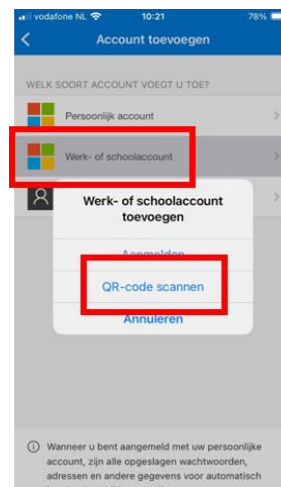 vodafone NL 10:21 78%
Account toevoegen
WELK SOORT ACCOUNT VOEGT U TOE?
Persoonlijk account
Werk- of schoolaccount
Werk- of schoolaccount
toevoegen
Aanmelden
QR-code scannen
Annuleren
Wanneer u bent aangemeld met uw persoonlijke
account, zijn alle opgeslagen wachtwoorden,
adressen en andere gegevens voor automatisch